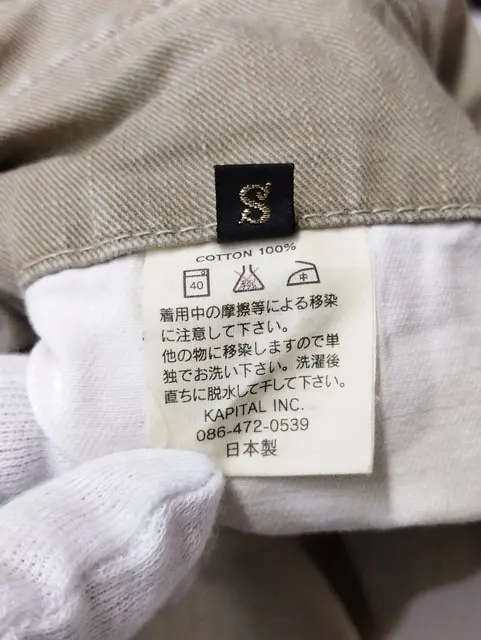 S
COTTON 100%
40 中
着用中の摩擦等による移染
に注意して下さい。
他の物に移染しますので単
独でお洗い下さい。洗濯後
直ちに脱水して干して下さい。
KAPITAL INC.
086-472-0539
日本製